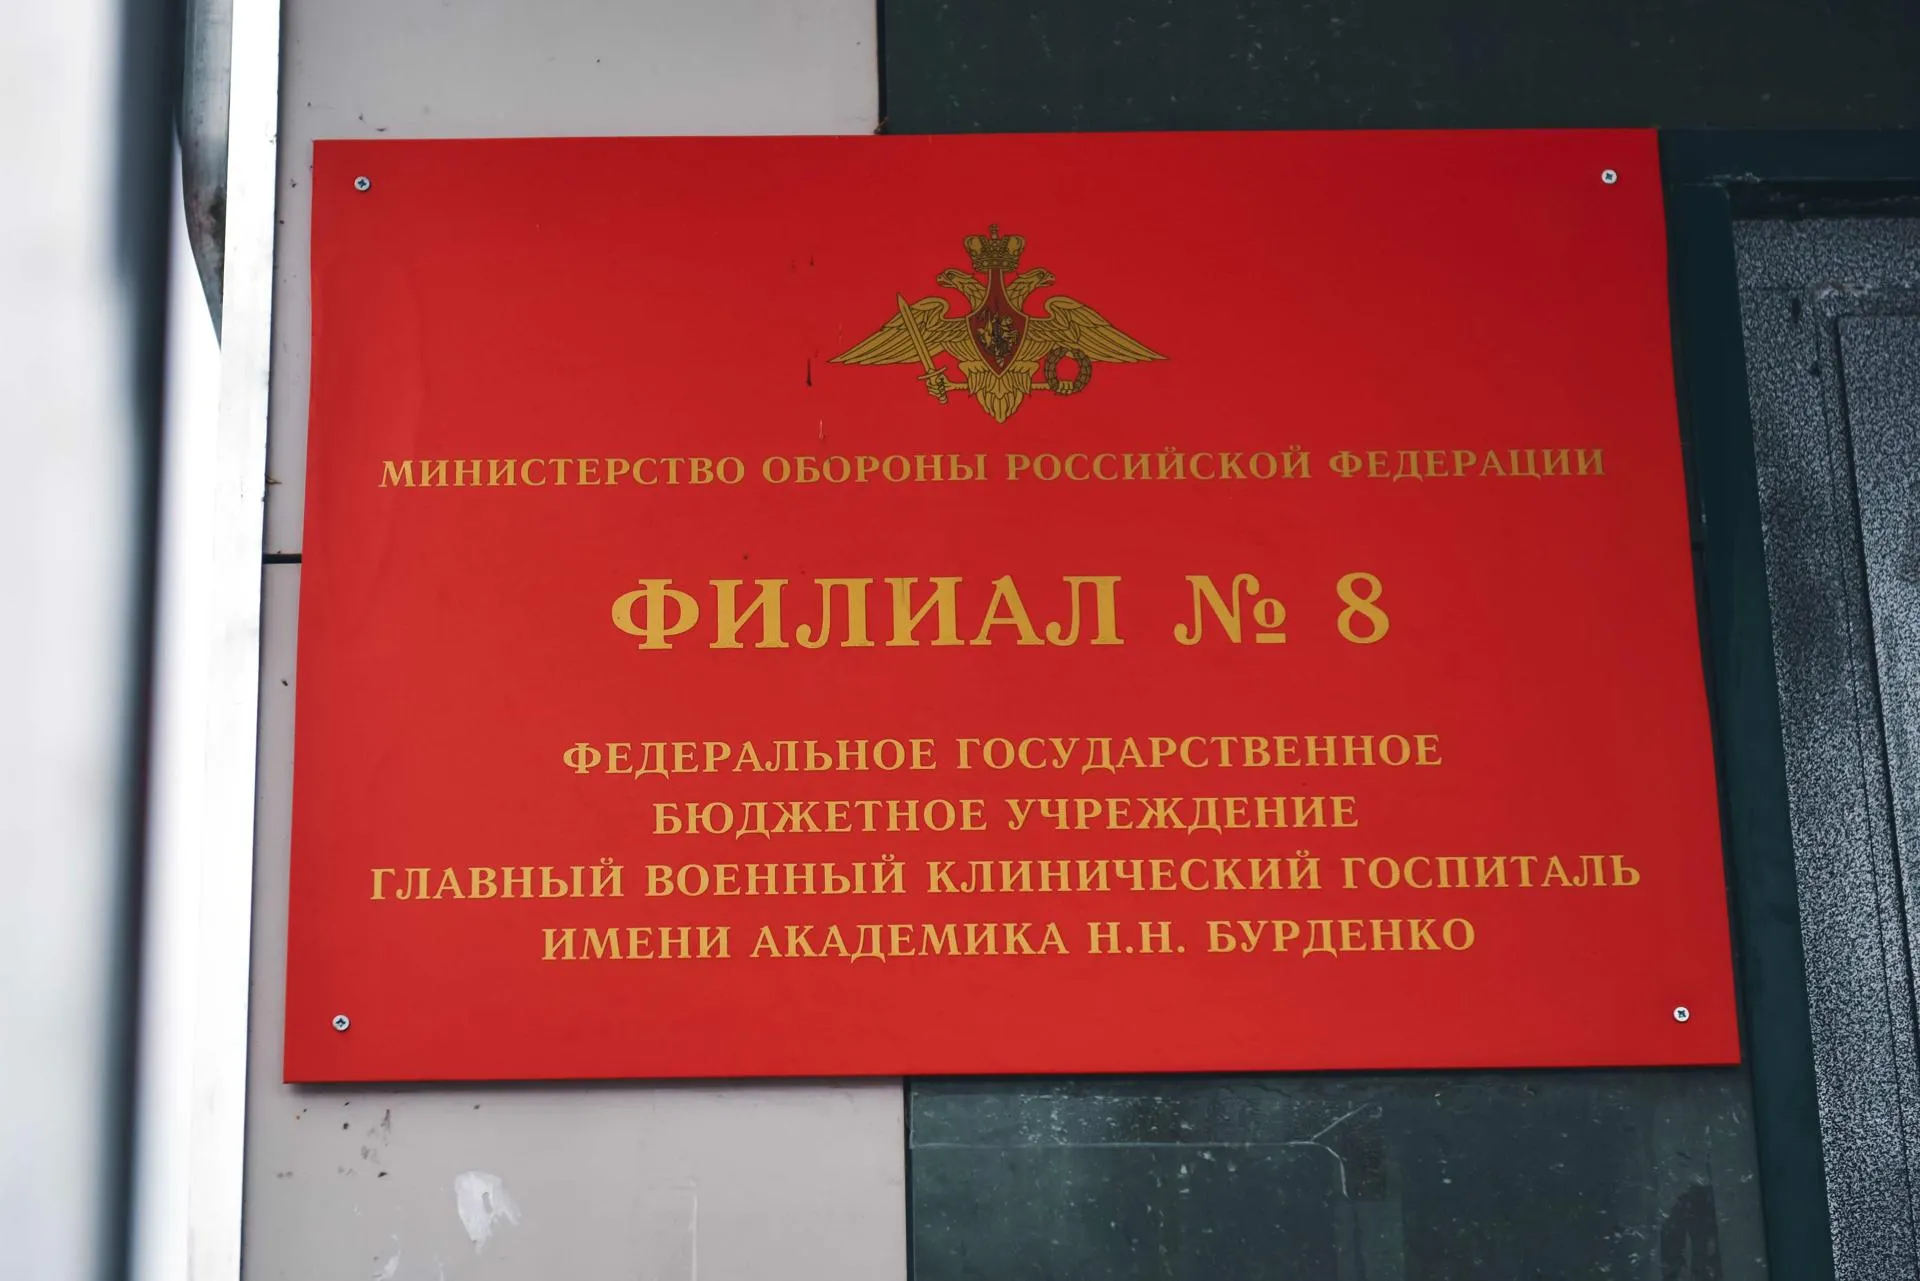 МИНИСТЕРСТВО ОБОРОНЫ РОССИЙСКОЙ ФЕДЕРАЦИИ
ФИЛИАЛ № 8
ФЕДЕРАЛЬНОЕ ГОСУДАРСТВЕННОЕ
БЮДЖЕТНОЕ УЧРЕЖДЕНИЕ
ГЛАВНЫЙ ВОЕННЫЙ КЛИНИЧЕСКИЙ ГОСПИТАЛЬ
ИМЕНИ АКАДЕМИКА Н.Н. БУРДЕНКО